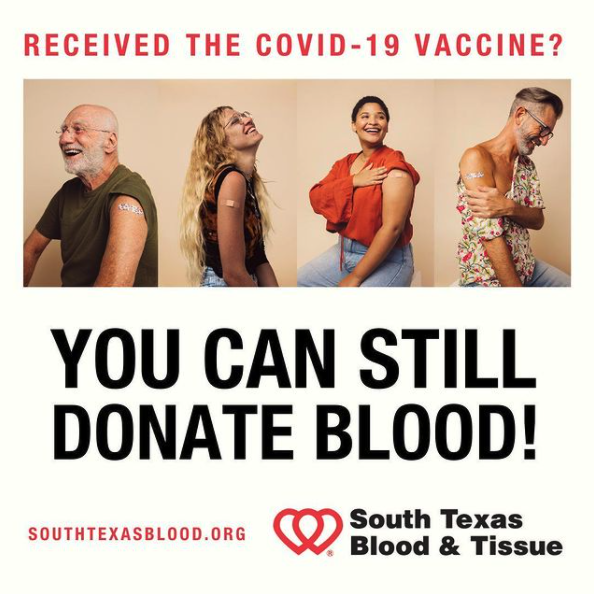 RECEIVED THE COVID-19 VACCINE?
YOU CAN STILL
DONATE BLOOD!
SOUTHTEXASBLOOD.ORG
South Texas
Blood & Tissue
®